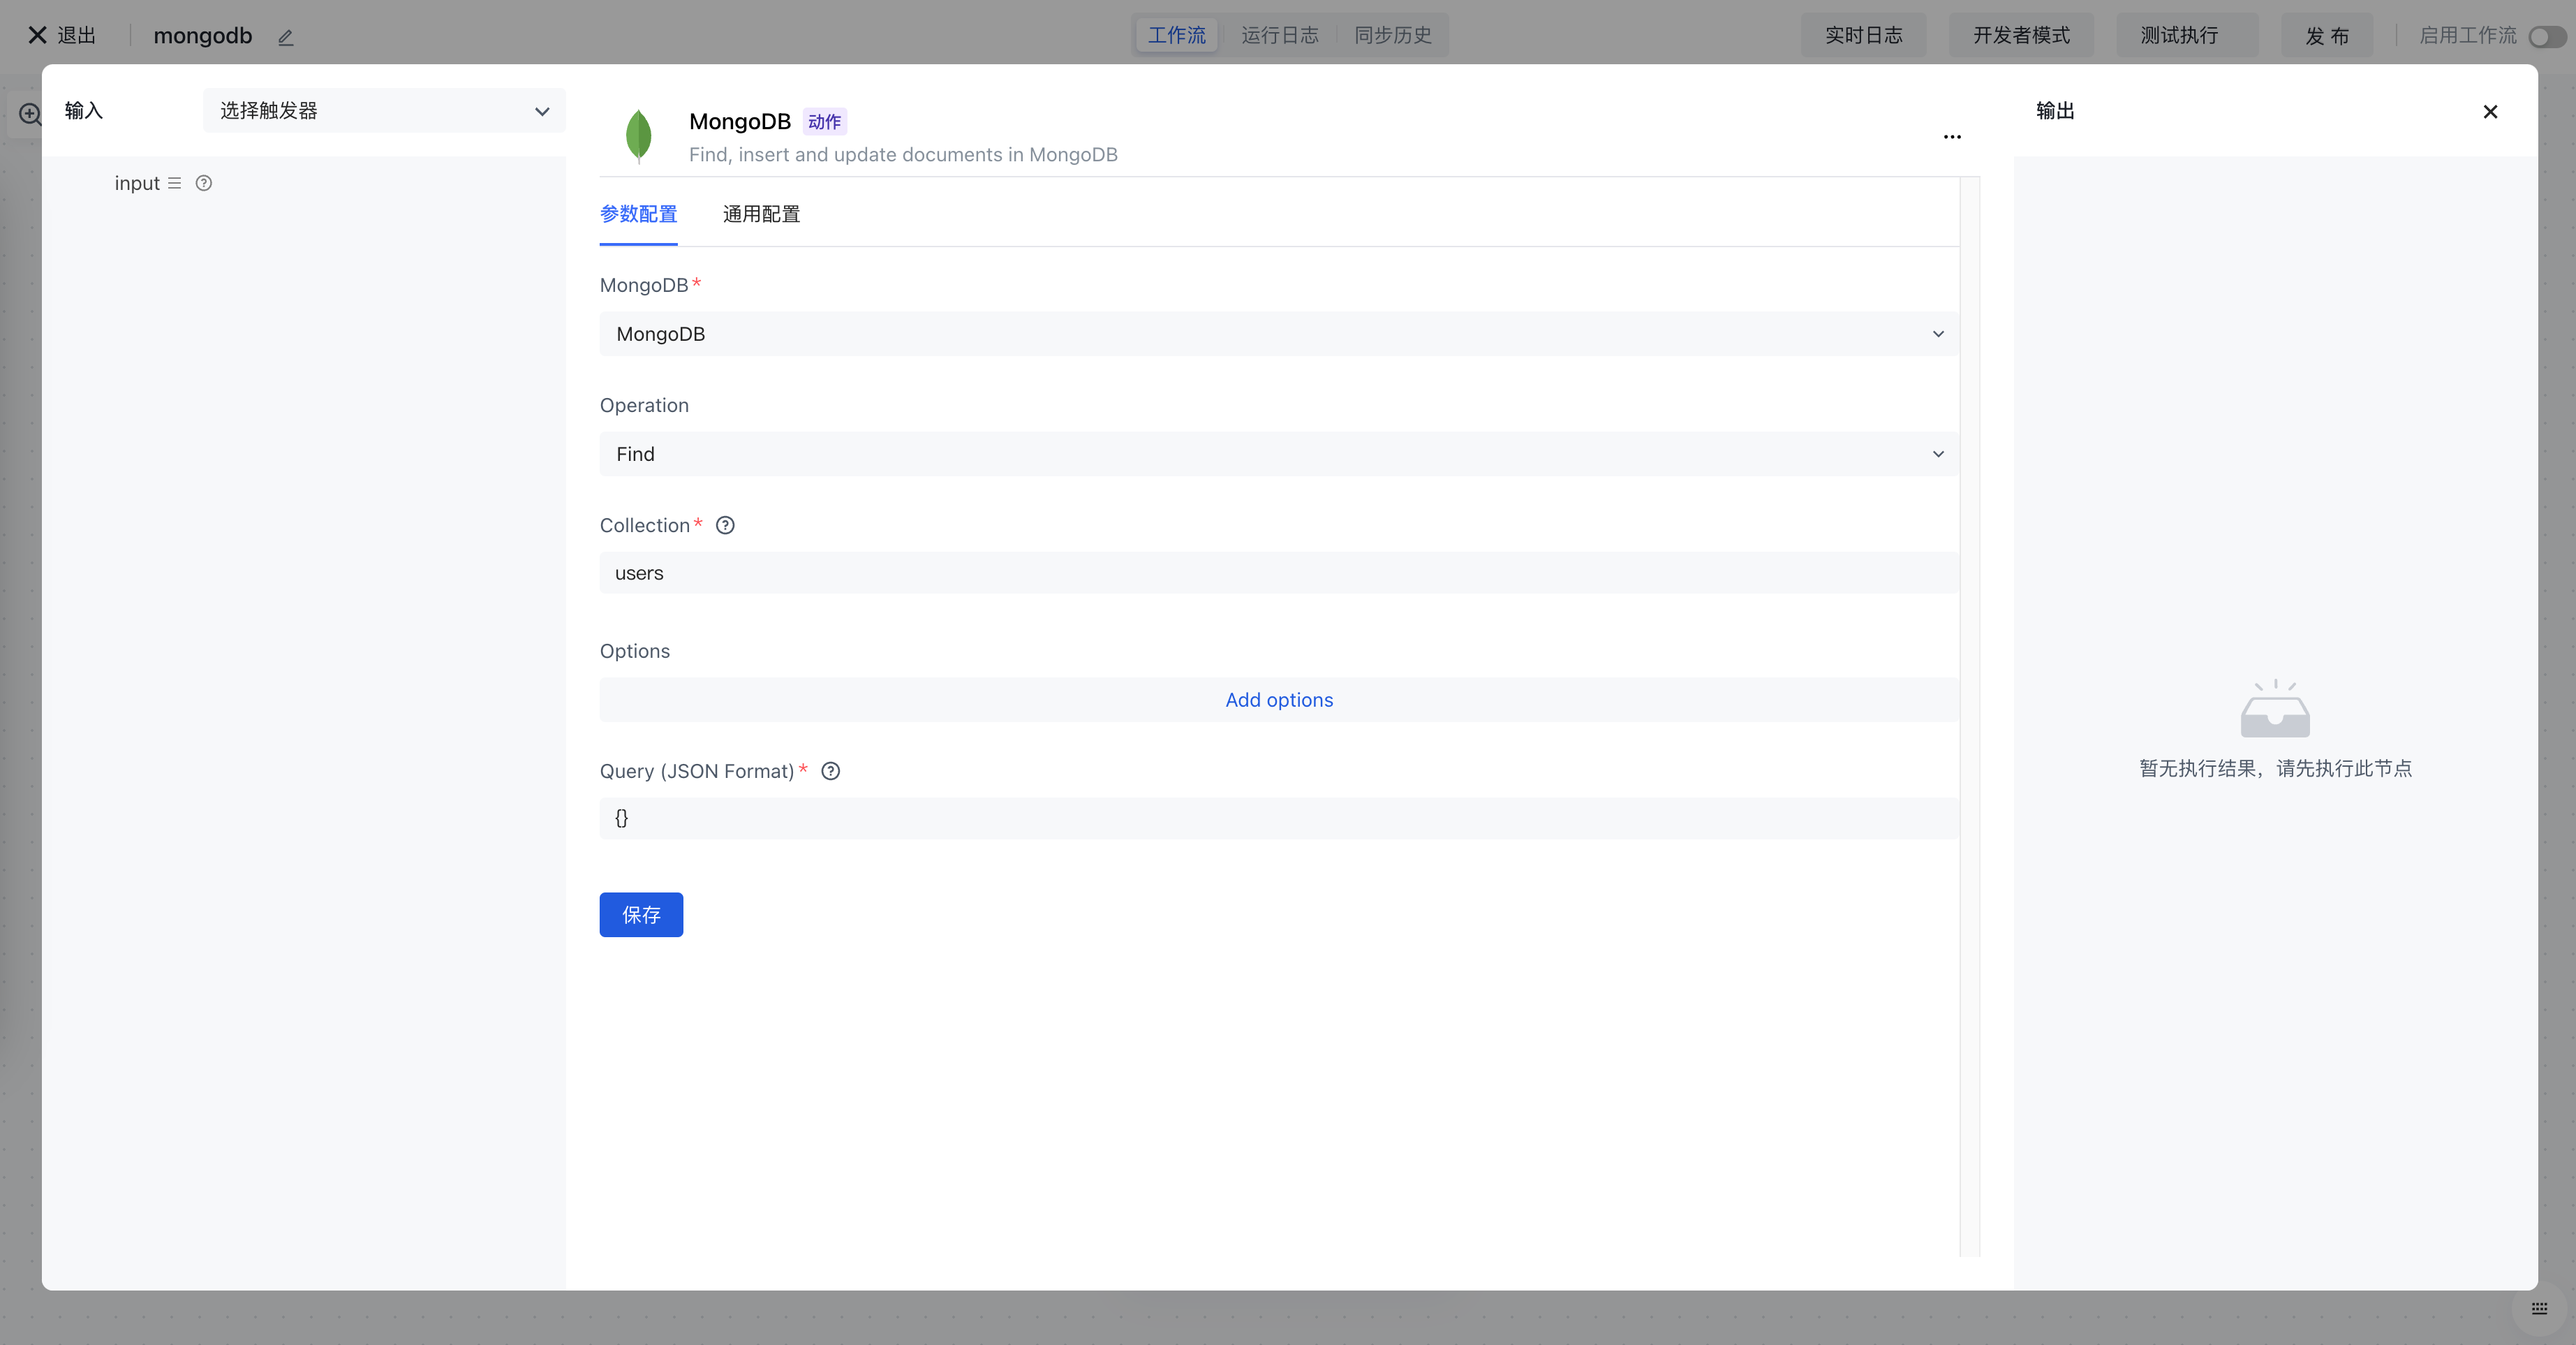 退出
mongodb
工作流
运行日志
同步历史
实时日志
开发者模式
测试执行
发 布
启用工作流
输入
选择触发器
input
MongoDB 动作
Find, insert and update documents in MongoDB
参数配置
通用配置
MongoDB*
MongoDB
Operation
Find
Collection*
users
Options
Add options
Query (JSON Format)*
{}
保存
输出
暂无执行结果，请先执行此节点